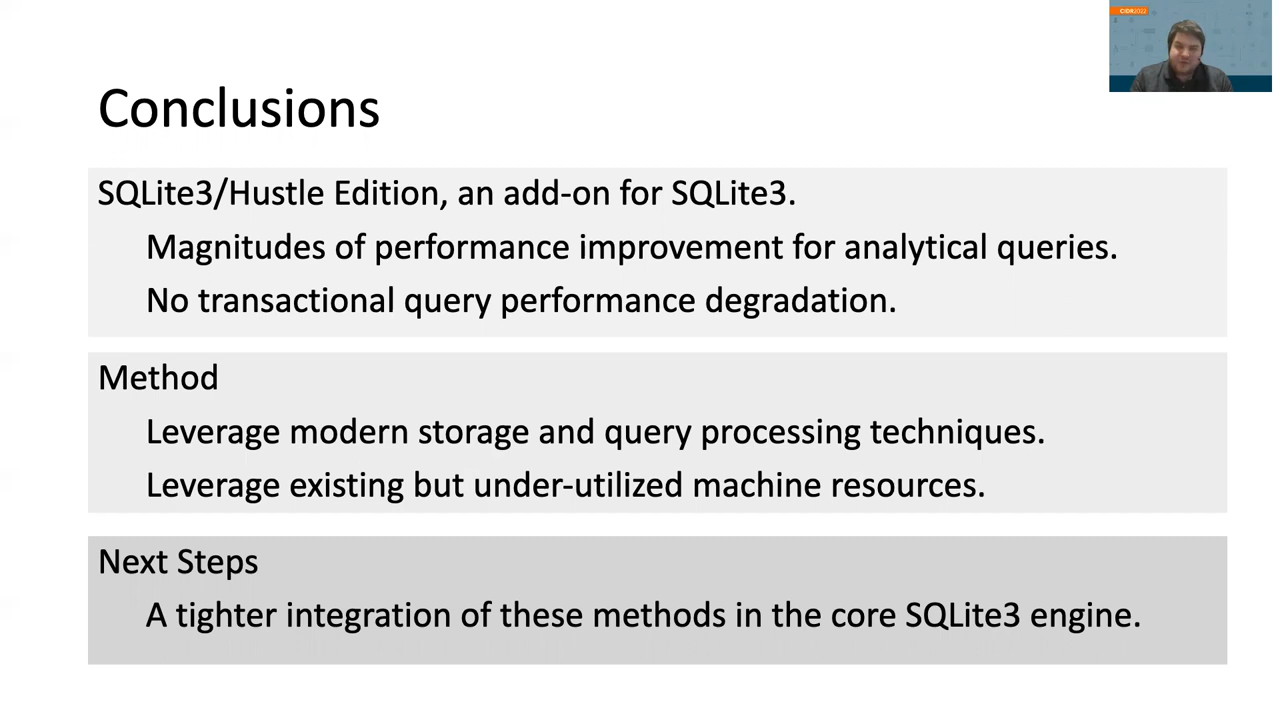 CIDR2022
Conclusions
SQLite3/Hustle Edition, an add-on for SQLite3.
Magnitudes of performance improvement for analytical queries.
No transactional query performance degradation.
Method
Leverage modern storage and query processing techniques.
Leverage existing but under-utilized machine resources.
Next Steps
A tighter integration of these methods in the core SQLite3 engine.